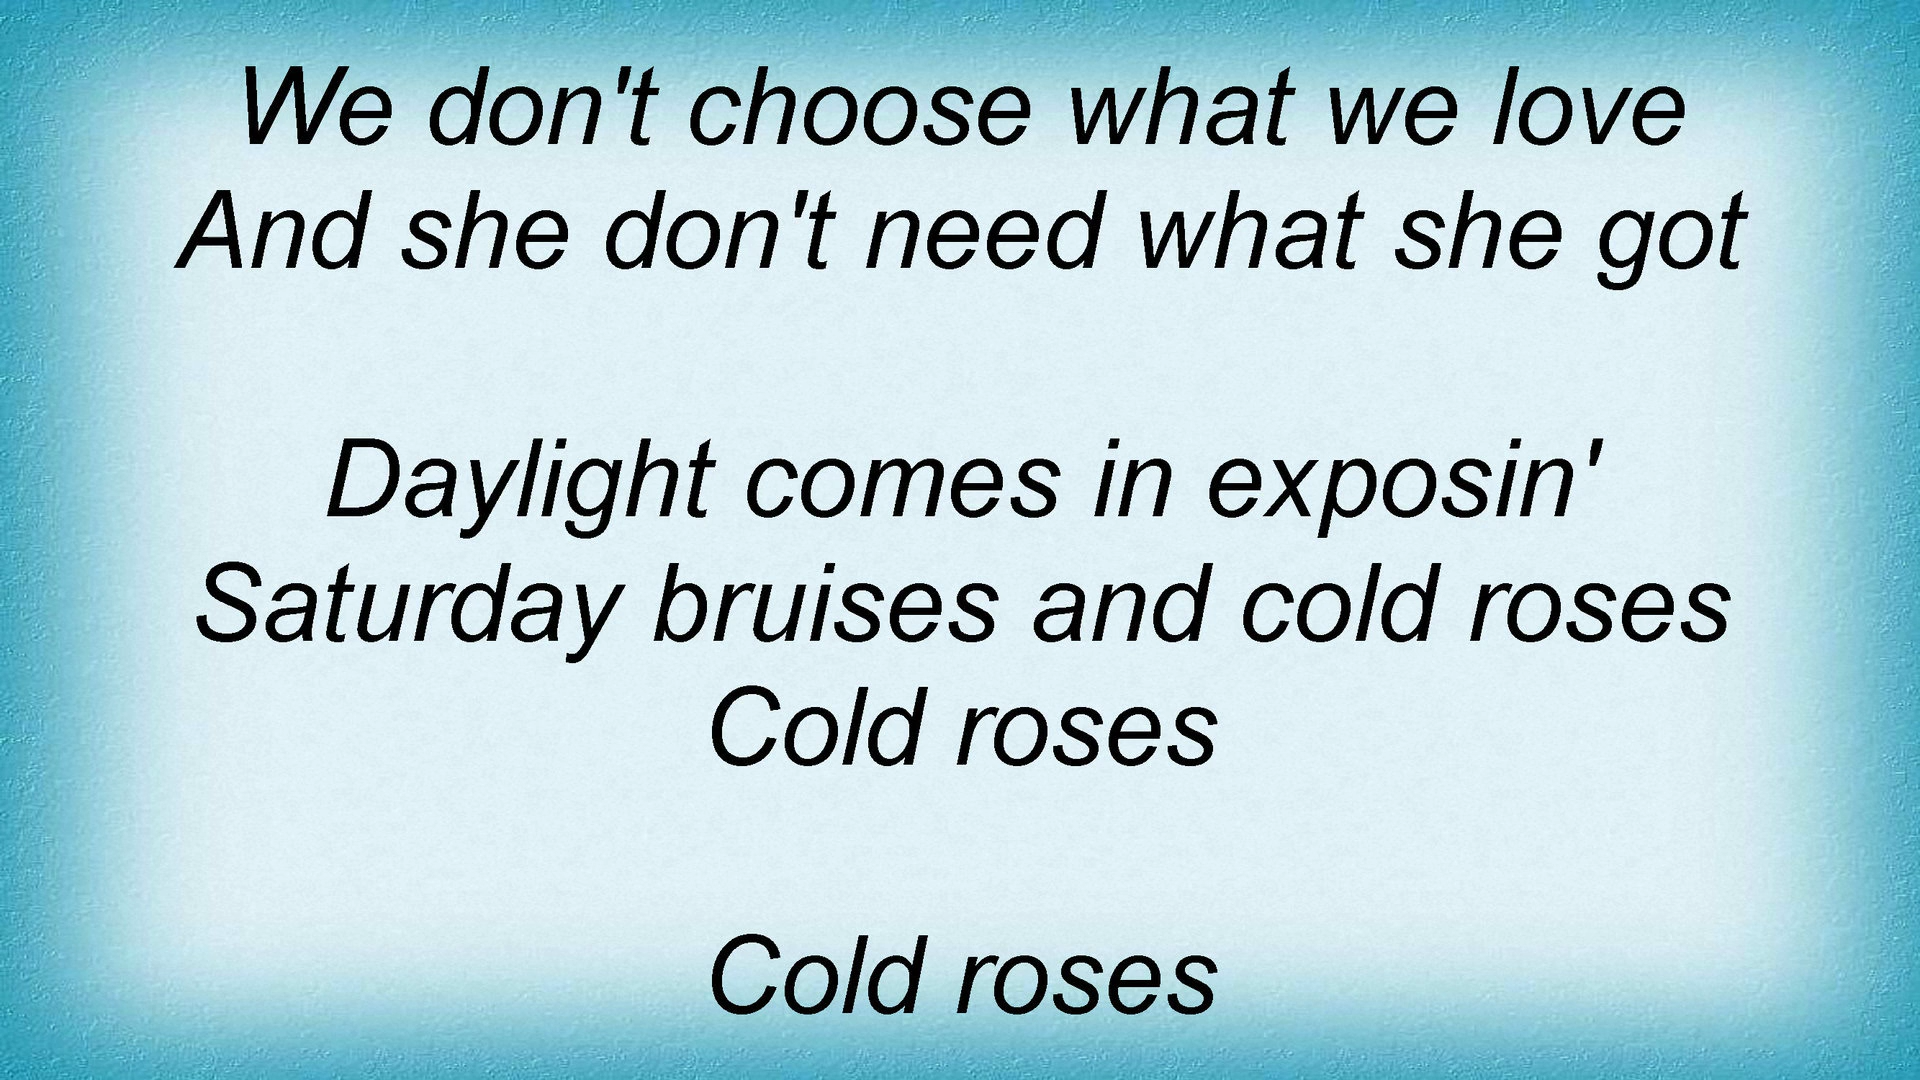 We don't choose what we love
And she don't need what she got
Daylight comes in exposin'
Saturday bruises and cold roses
Cold roses
Cold roses